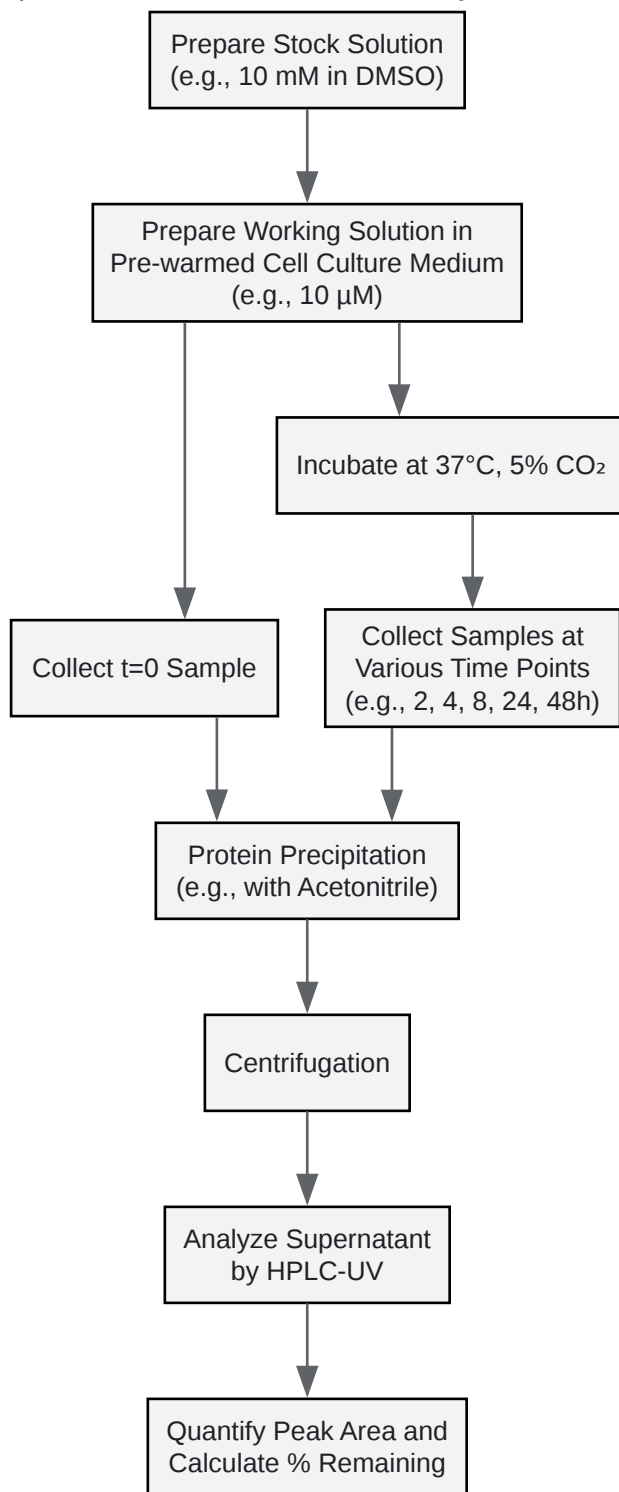 Prepare Stock Solution
(e.g., 10 mM in DMSO)
Prepare Working Solution in
Pre-warmed Cell Culture Medium
(e.g., 10 µM)
Incubate at 37°C, 5% CO₂
Collect t=0 Sample
Collect Samples at
Various Time Points
(e.g., 2, 4, 8, 24, 48h)
Protein Precipitation
(e.g., with Acetonitrile)
Centrifugation
Analyze Supernatant
by HPLC-UV
Quantify Peak Area and
Calculate % Remaining